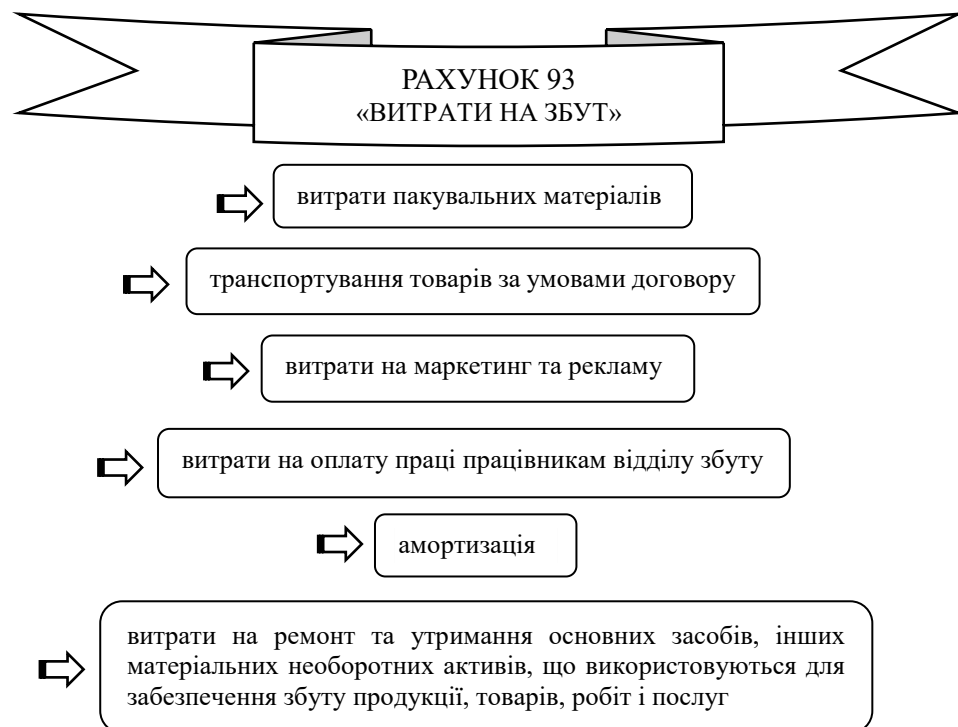 РАХУНОК 93
«ВИТРАТИ НА ЗБУТ»
витрати пакувальних матеріалів
транспортування товарів за умовами договору
витрати на маркетинг та рекламу
витрати на оплату праці працівникам відділу збуту
амортизація
витрати на ремонт та утримання основних засобів, інших
матеріальних необоротних активів, що використовуються для
забезпечення збуту продукції, товарів, робіт і послуг